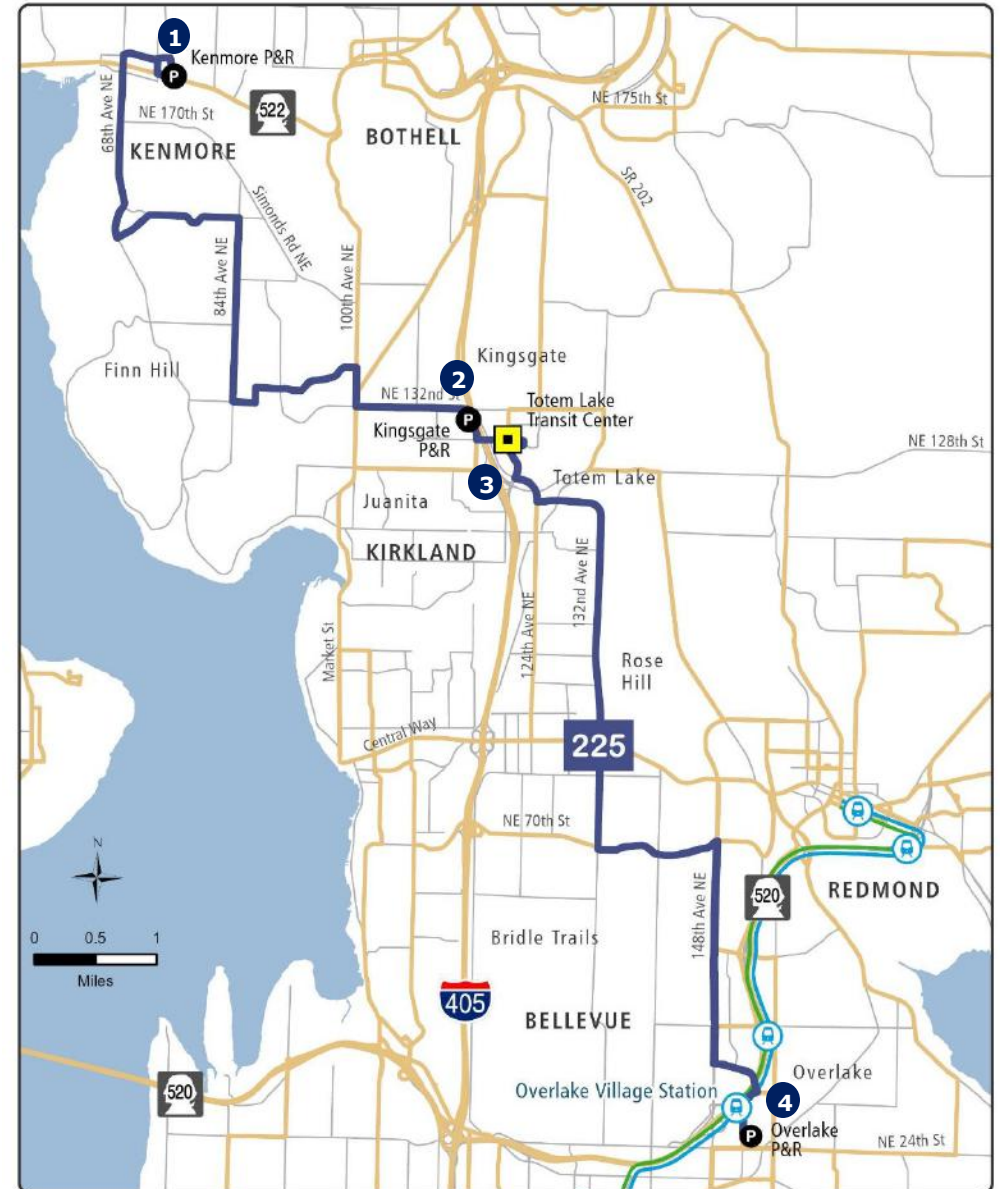 1
Kenmore P&R
P
68th Ave NE
NE 170th St
522
KENMORE
BOTHELL
NE 175th St
SR 202
Simonds Rd NE
84th Ave NE
100th Ave NE
Finn Hill
Kingsgate
2
NE 132nd St
P
Kingsgate
P&R
Totem Lake
Transit Center
NE 128th St
3
Totem Lake
Juanita
KIRKLAND
132nd Ave NE
124th Ave NE
Market St
Rose
Hill
Central Way
225
NE 70th St
N
0 0.5 1
Miles
148th Ave NE
520
REDMOND
Bridle Trails
405
BELLEVUE
520
Overlake Village Station
Overlake
4
P
Overlake
P&R
NE 24th St